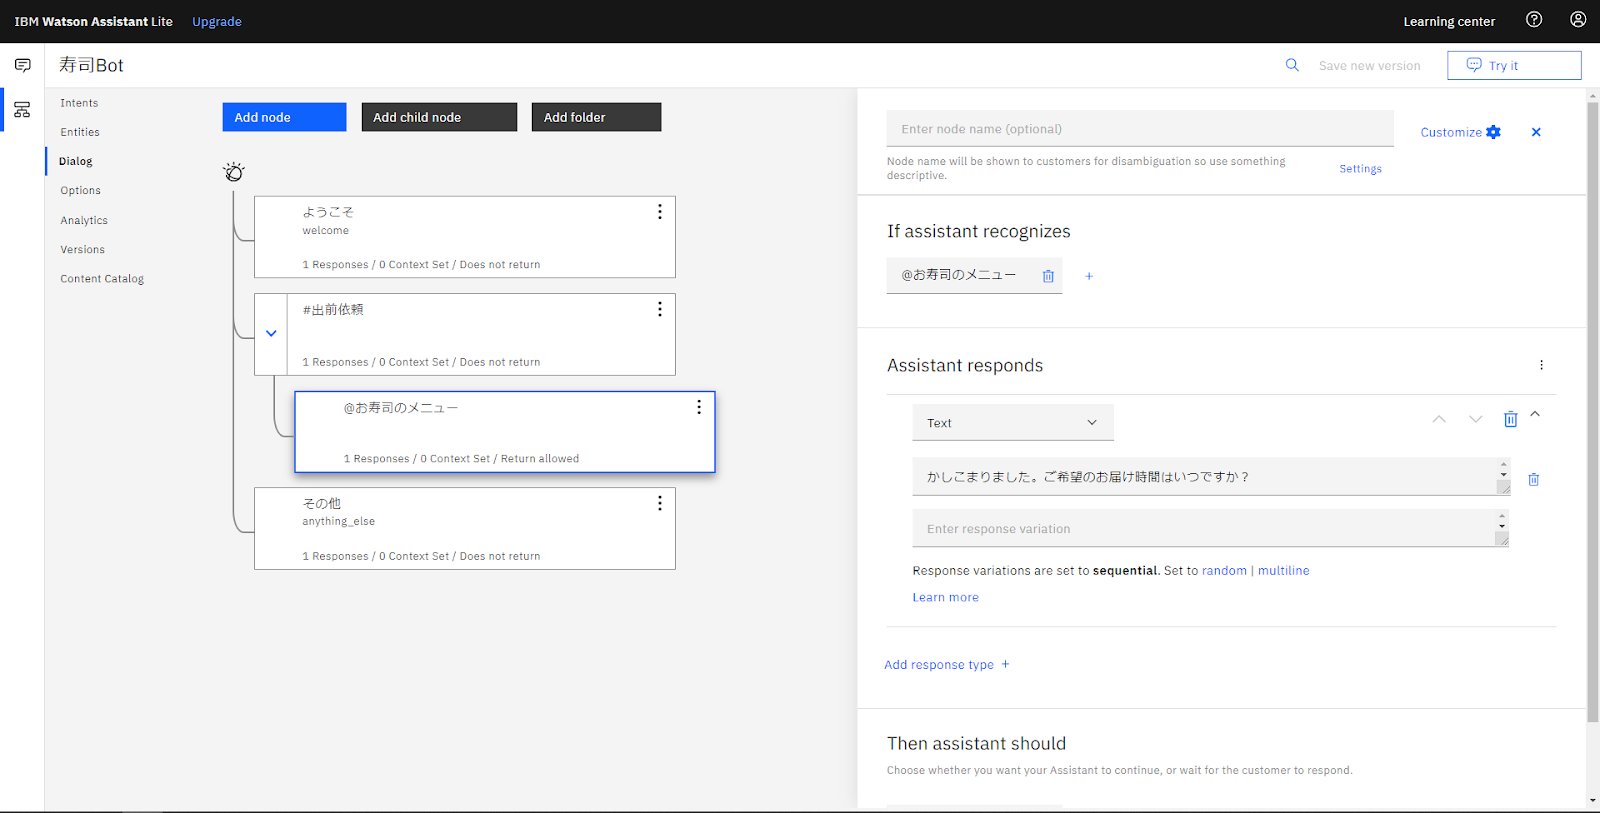 IBM Watson Assistant Lite Upgrade Learning center
寿司Bot Save new version Try it
Intents
Entities
Dialog
Options
Analytics
Versions
Content Catalog
Add node Add child node Add folder
ようこそ
welcome
1 Responses / 0 Context Set / Does not return
#出前依頼
1 Responses / 0 Context Set / Does not return
@お寿司のメニュー
1 Responses / 0 Context Set / Return allowed
その他
anything_else
1 Responses / 0 Context Set / Does not return
Enter node name (optional)
Customize
Node name will be shown to customers for disambiguation so use something
descriptive.
Settings
If assistant recognizes
@お寿司のメニュー
Assistant responds
Text
かしこまりました。ご希望のお届け時間はいつですか？
Enter response variation
Response variations are set to sequential. Set to random | multiline
Learn more
Add response type +
Then assistant should
Choose whether you want your Assistant to continue, or wait for the customer to respond.